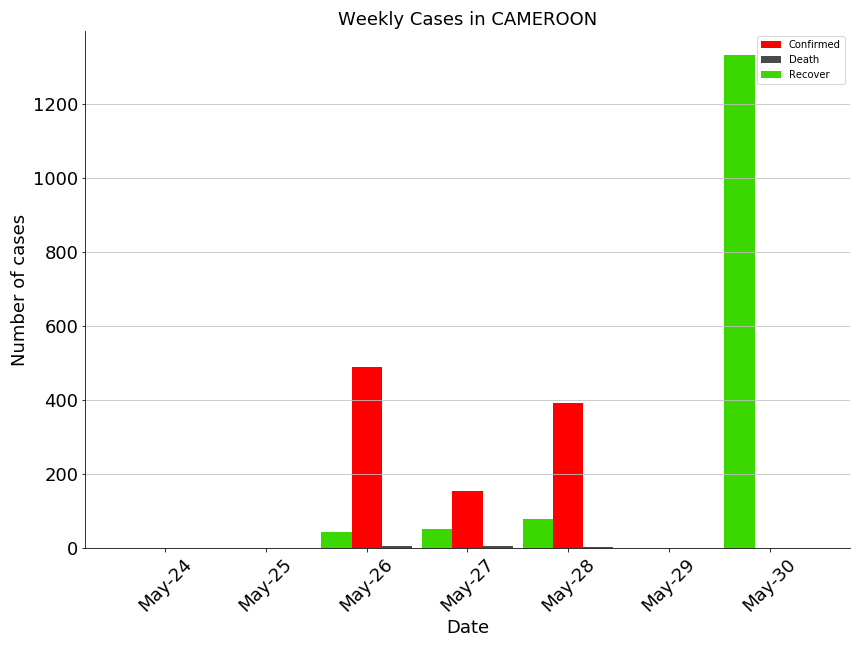 Weekly Cases in CAMEROON
Confirmed
Death
Recover
Number of cases
1200
1000
800
600
400
200
0
May-24
May-25
May-26
May-27
May-28
May-29
May-30
Date